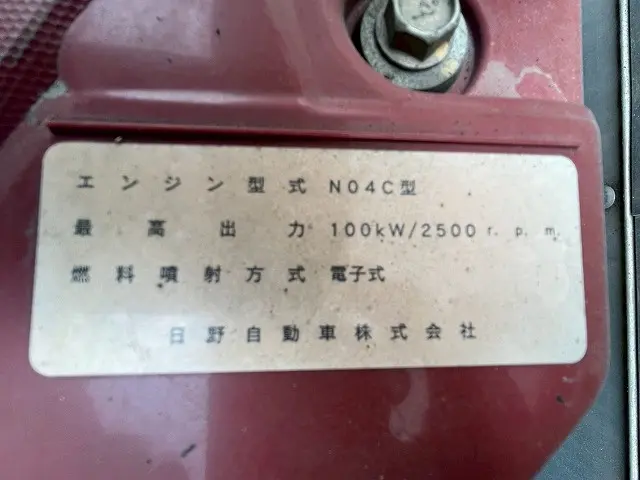 エンジン型式 N04C型
最高出力 100kW/2500 r.p.m.
燃料噴射方式 電子式
日野自動車株式会社